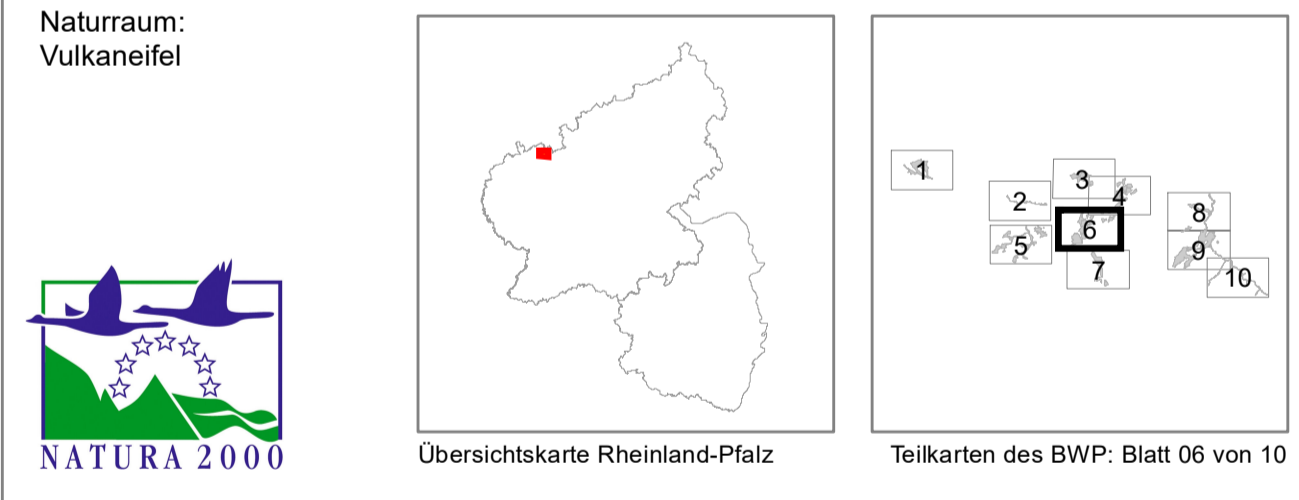 Naturraum:
Vulkaneifel
NATURA 2000
Übersichtskarte Rheinland-Pfalz
1
2
3
4
5
6
7
8
9
10
Teilkarten des BWP: Blatt 06 von 10